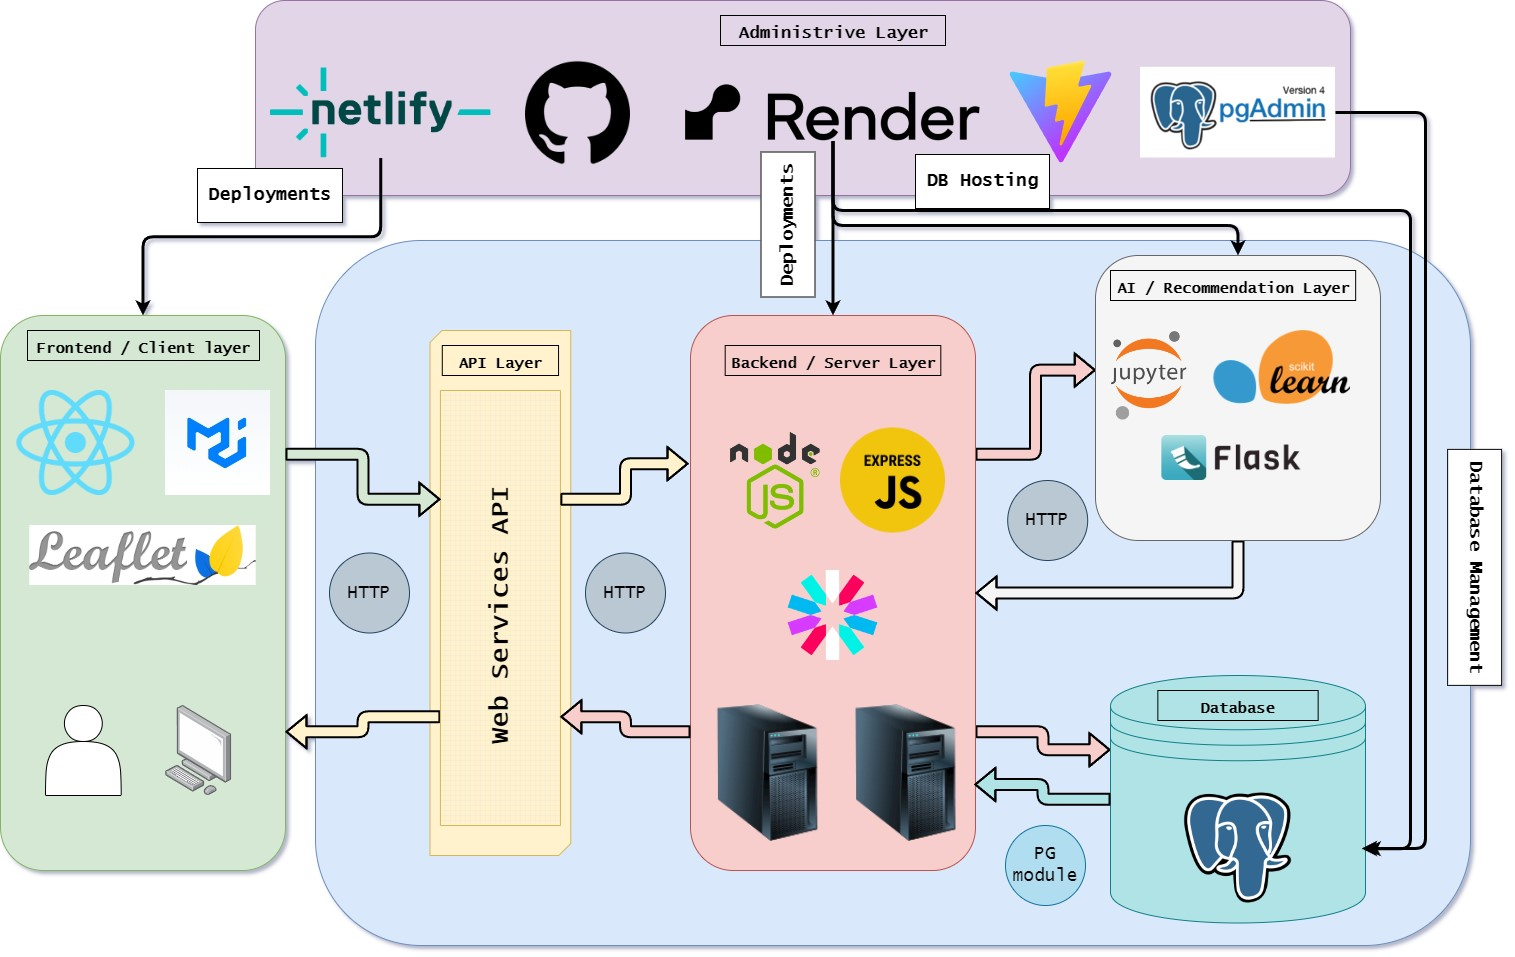 Administrive Layer
netlify
Render
Version 4
pgAdmin
Deployments
Deployments
DB Hosting
Frontend / Client layer
Leaflet
API Layer
Web Services API
Backend / Server Layer
node
JS
®
EXPRESS
JS
AI / Recommendation Layer
jupyter
scikit
learn
Flask
HTTP
HTTP
HTTP
Database Management
Database
PG
module